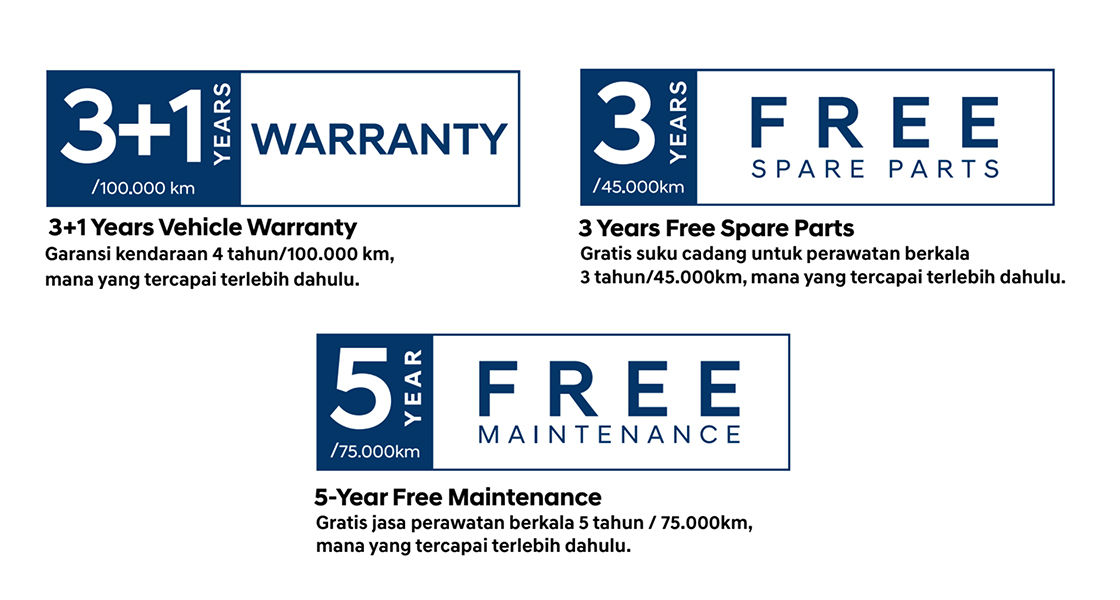 3+1 YEARS
/100.000 km
WARRANTY
3+1 Years Vehicle Warranty
Garansi kendaraan 4 tahun/100.000 km,
mana yang tercapai terlebih dahulu.
3 YEARS
/45.000km
FREE
SPARE PARTS
3 Years Free Spare Parts
Gratis suku cadang untuk perawatan berkala
3 tahun/45.000km, mana yang tercapai terlebih dahulu.
5 YEAR
/75.000km
FREE
MAINTENANCE
5-Year Free Maintenance
Gratis jasa perawatan berkala 5 tahun / 75.000km,
mana yang tercapai terlebih dahulu.